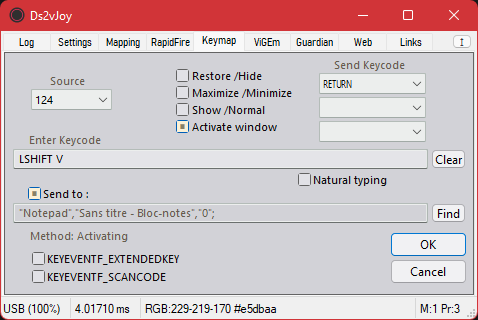 Ds2vJoy
Log Settings Mapping RapidFire Keymap ViGEm Guardian Web Links
Source
124
Restore /Hide
Maximize /Minimize
Show /Normal
Activate window
Send Keycode
RETURN
Enter Keycode
LSHIFT V
Clear
Natural typing
Send to :
"Notepad","Sans titre - Bloc-notes","0";
Find
Method: Activating
KEYEVENTF_EXTENDEDKEY
KEYEVENTF_SCANCODE
OK
Cancel
USB (100%) 4.01710 ms RGB:229-219-170 #e5dbaa M:1 Pr:3